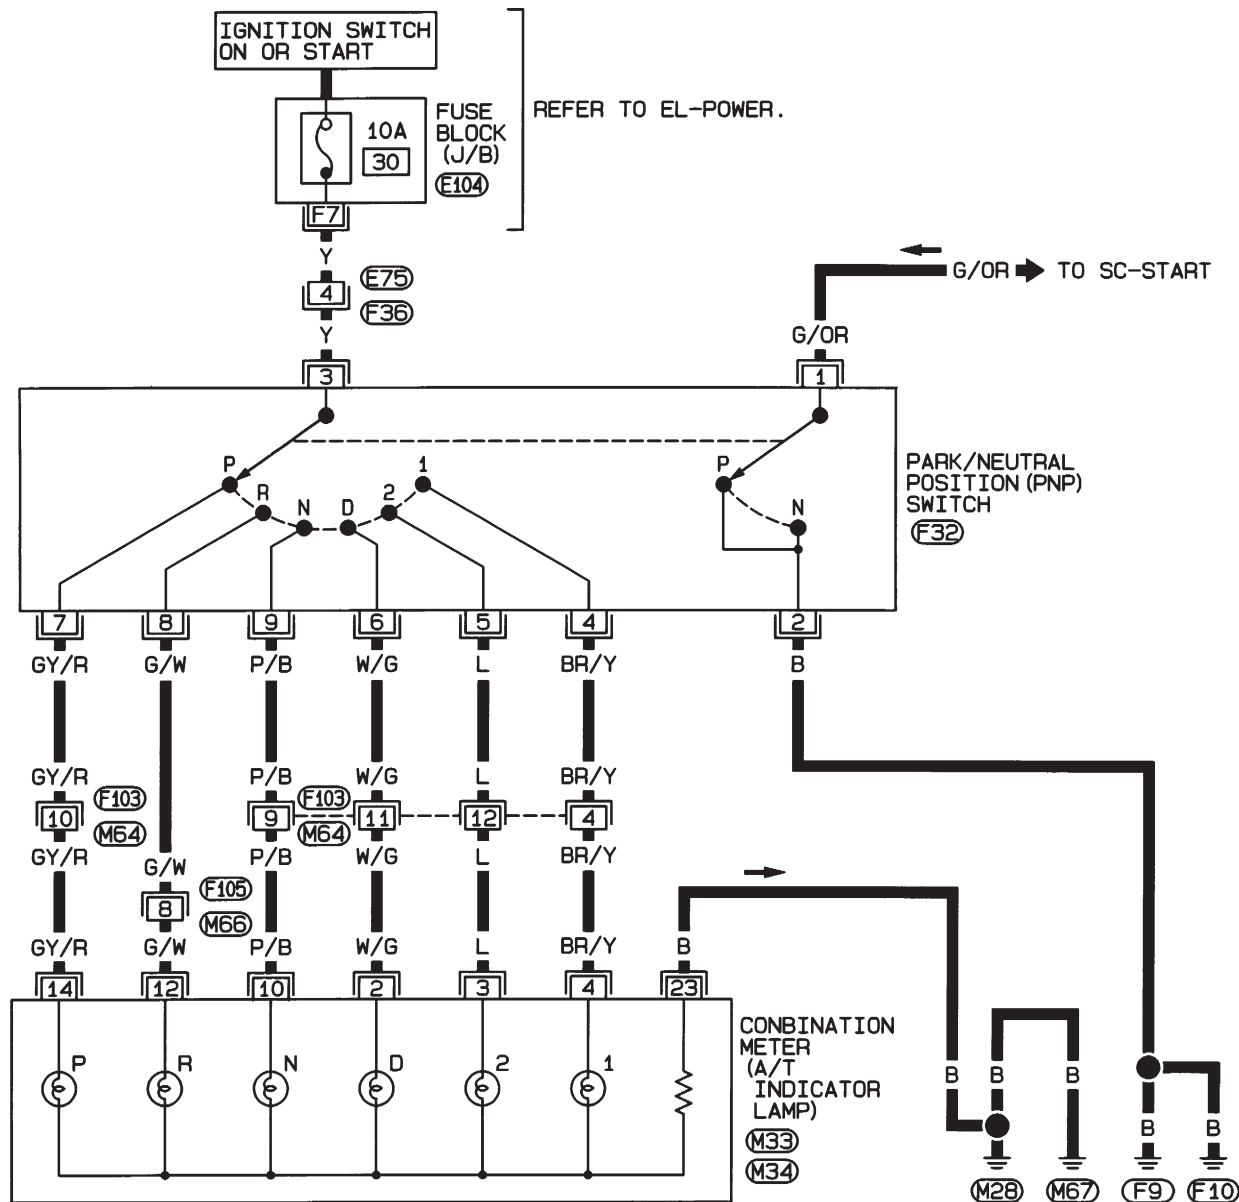 IGNITION SWITCH
ON OR START
FUSE
BLOCK
(J/B)
E104
10A
30
REFER TO EL-POWER.
F7
Y
4
E75
F36
Y
G/OR
TO SC-START
G/OR
3
1
P
R
N
D
2
1
P
N
PARK/NEUTRAL
POSITION(PNP)
SWITCH
F32
7
8
9
6
5
4
2
GY/R
G/W
P/B
W/G
L
BR/Y
B
GY/R
P/B
W/G
L
BR/Y
10
F103
M64
9
F103
M64
11
12
4
GY/R
G/W
P/B
W/G
L
BR/Y
8
F105
M66
GY/R
G/W
P/B
W/G
L
BR/Y
B
14
12
10
2
3
4
23
P
R
N
D
2
1
CONBINATION
METER
(A/T
INDICATOR
LAMP)
M33
M34
B
B
B
B
B
M28
M67
F9
F10